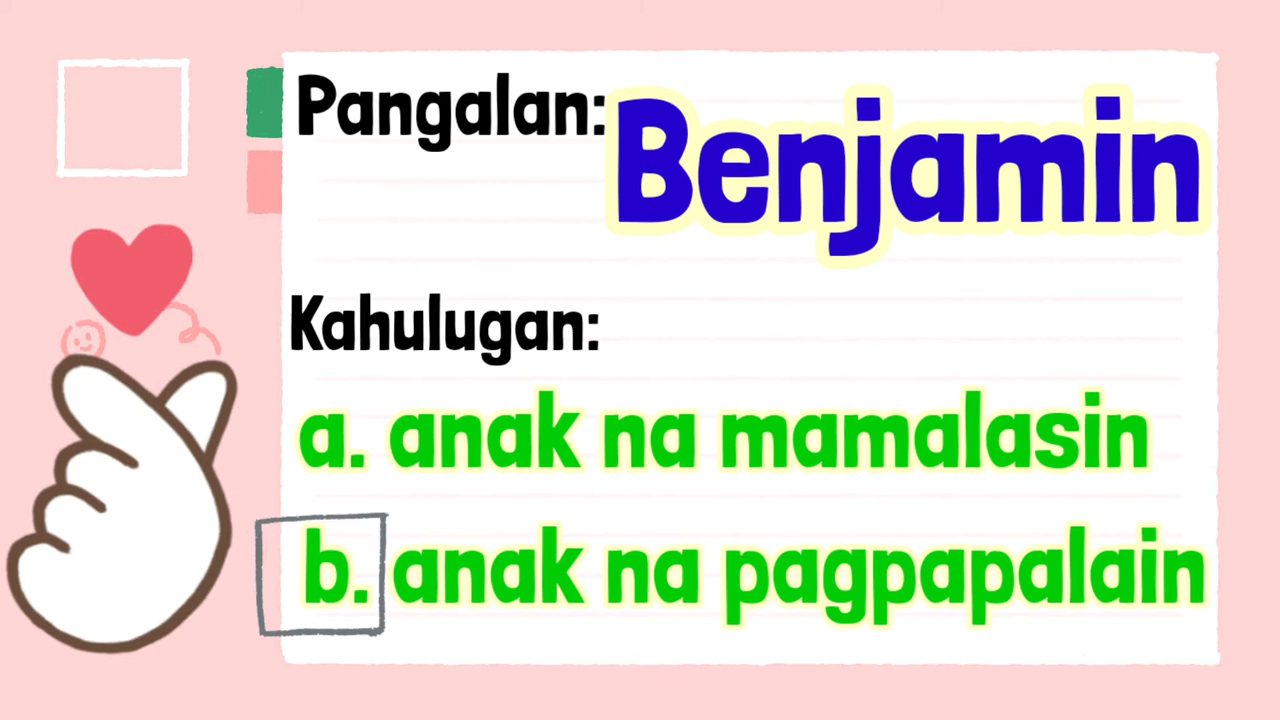 Pangalan: Benjamin
Kahulugan:
a. anak na mamalasin
b. anak na pagpapalain